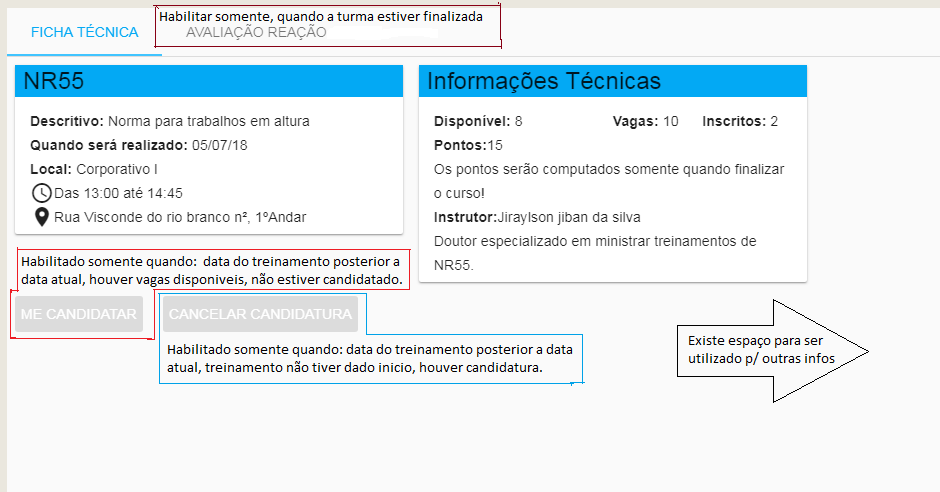 Habilitar somente, quando a turma estiver finalizada
FICHA TÉCNICA
AVALIAÇÃO REAÇÃO
NR55
Descritivo: Norma para trabalhos em altura
Quando será realizado: 05/07/18
Local: Corporativo I
Das 13:00 até 14:45
Rua Visconde do rio branco n², 1ºAndar
Informações Técnicas
Disponível: 8 Vagas: 10 Inscritos: 2
Pontos:15
Os pontos serão computados somente quando finalizar
o curso!
Instrutor:Jiraylson jiban da silva
Doutor especializado em ministrar treinamentos de
NR55.
Habilitado somente quando: data do treinamento posterior a
data atual, houver vagas disponiveis, não estiver candidatado.
ME CANDIDATAR
CANCELAR CANDIDATURA
Habilitado somente quando: data do treinamento posterior a data
atual, treinamento não tiver dado inicio, houver candidatura.
Existe espaço para ser
utilizado p/ outras infos